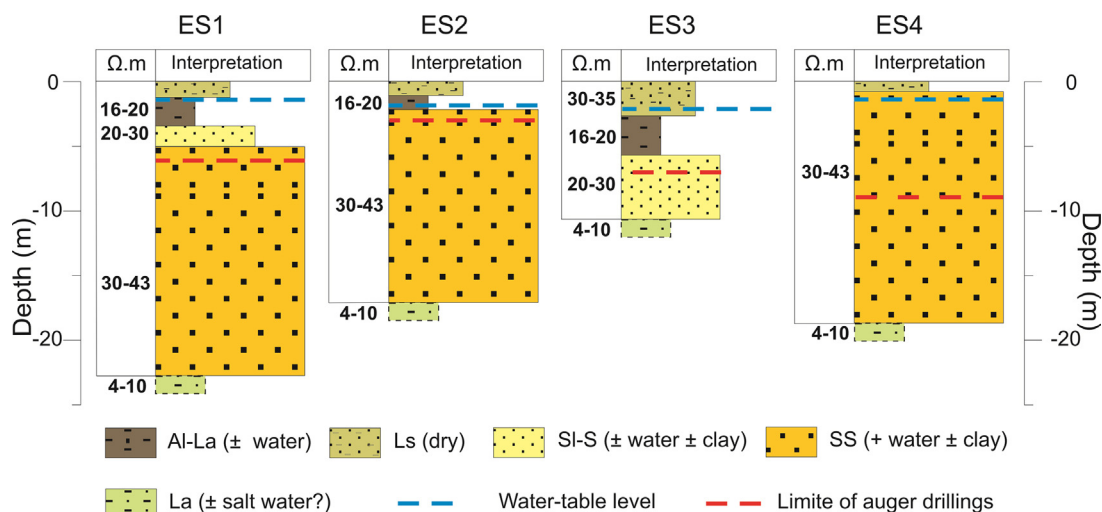 ES1 ES2 ES3 ES4
Ω.m Interpretation Ω.m Interpretation Ω.m Interpretation Ω.m Interpretation
0 0
16-20 16-20 30-35
20-30 16-20
20-30
30-43 30-43
-10 -10
4-10
30-43
4-10 4-10
-20 -20
4-10
Depth (m) Depth (m)
Al-La (± water) Ls (dry) Sl-S (± water ± clay) SS (+ water ± clay)
La (± salt water?) Water-table level Limite of auger drillings